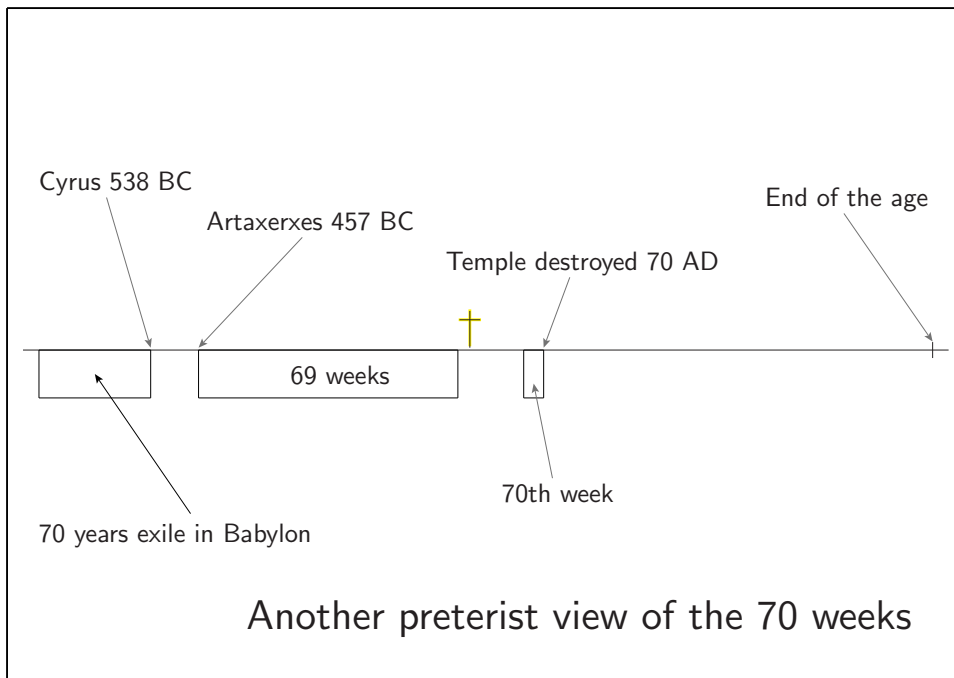 Cyrus 538 BC
End of the age
Artaxerxes 457 BC
Temple destroyed 70 AD
69 weeks
70th week
70 years exile in Babylon
Another preterist view of the 70 weeks